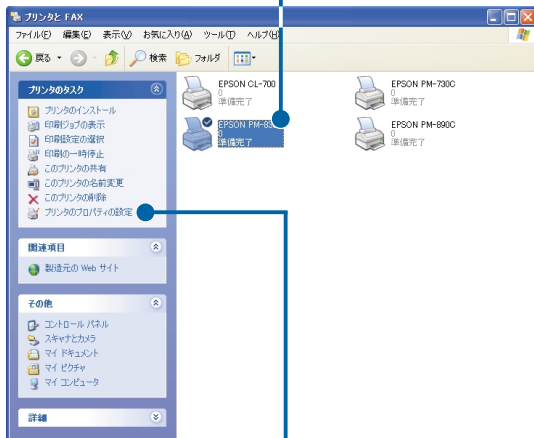 プリンタと FAX
ファイル(F) 編集(E) 表示(V) お気に入り(A) ツール(T) ヘルプ(H)
戻る 検索 フォルダ
プリンタのタスク
プリンタのインストール
印刷ジョブの表示
印刷設定の選択
印刷の一時停止
このプリンタの共有
このプリンタの名前変更
このプリンタの削除
プリンタのプロパティの設定
関連項目
製造元の Web サイト
その他
コントロール パネル
スキャナとカメラ
マイ ドキュメント
マイ ピクチャ
マイ コンピュータ
詳細
EPSON CL-700
0
準備完了
EPSON PM-730C
0
準備完了
EPSON PM-83
0
準備完了
EPSON PM-890C
0
準備完了